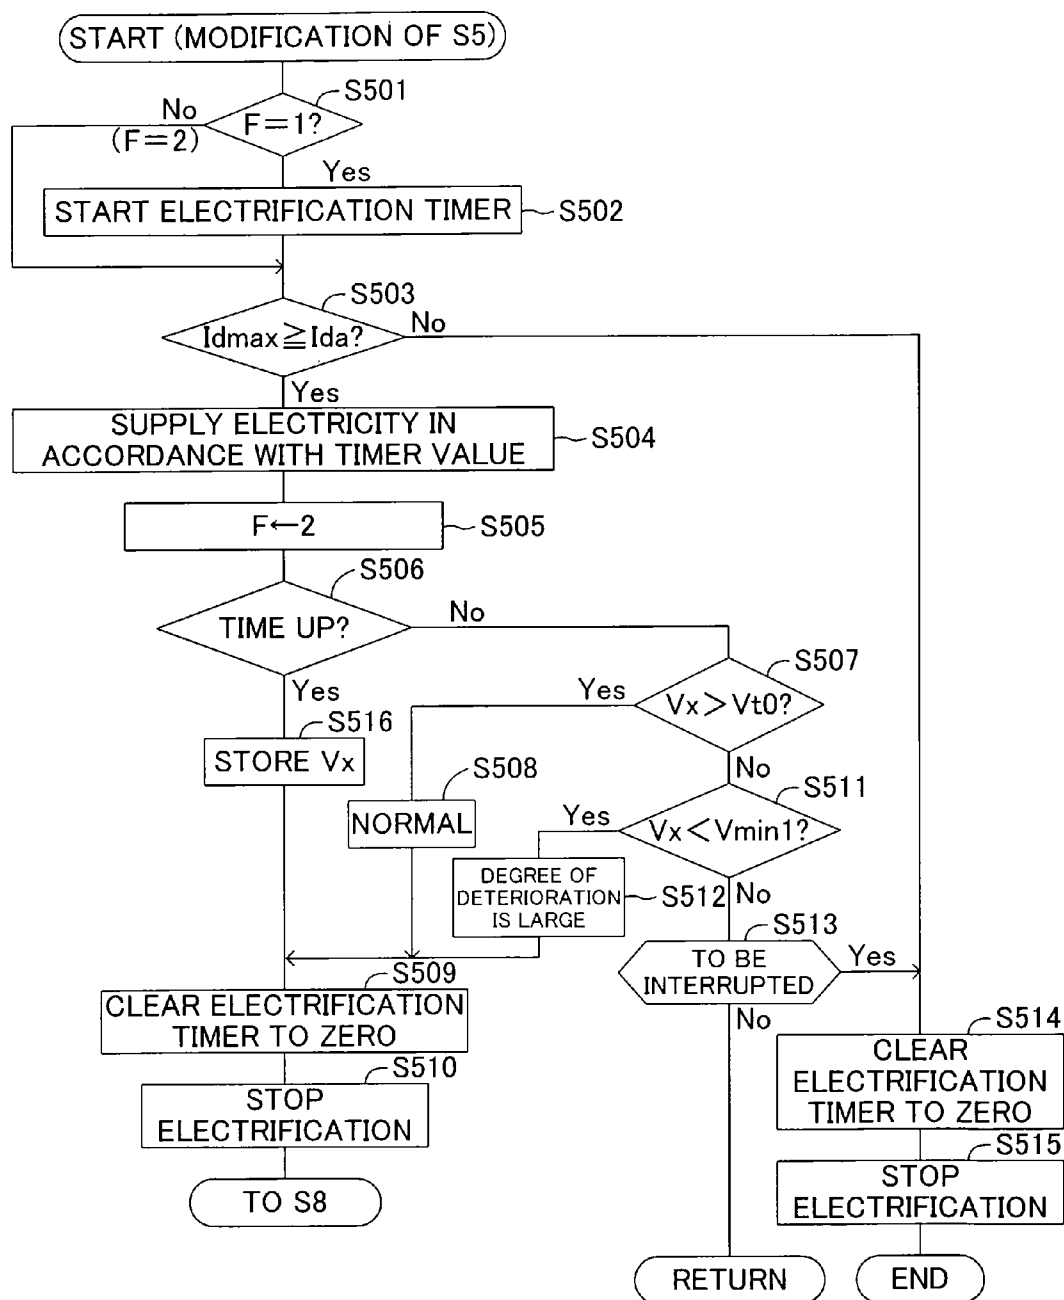 START (MODIFICATION OF S5)
S501
No
(F=2)
F=1?
Yes
START ELECTRIFICATION TIMER
S502
S503
Idmax≧Ida?
No
Yes
SUPPLY ELECTRICITY IN
ACCORDANCE WITH TIMER VALUE
S504
F←2
S505
S506
TIME UP?
No
Yes
S507
Vx>Vt0?
Yes
No
S516
STORE Vx
S508
NORMAL
S511
Vx<Vmin1?
Yes
No
DEGREE OF
DETERIORATION
IS LARGE
S512
S513
TO BE
INTERRUPTED
Yes
No
S509
CLEAR ELECTRIFICATION
TIMER TO ZERO
S510
STOP
ELECTRIFICATION
TO S8
S514
CLEAR
ELECTRIFICATION
TIMER TO ZERO
S515
STOP
ELECTRIFICATION
RETURN
END